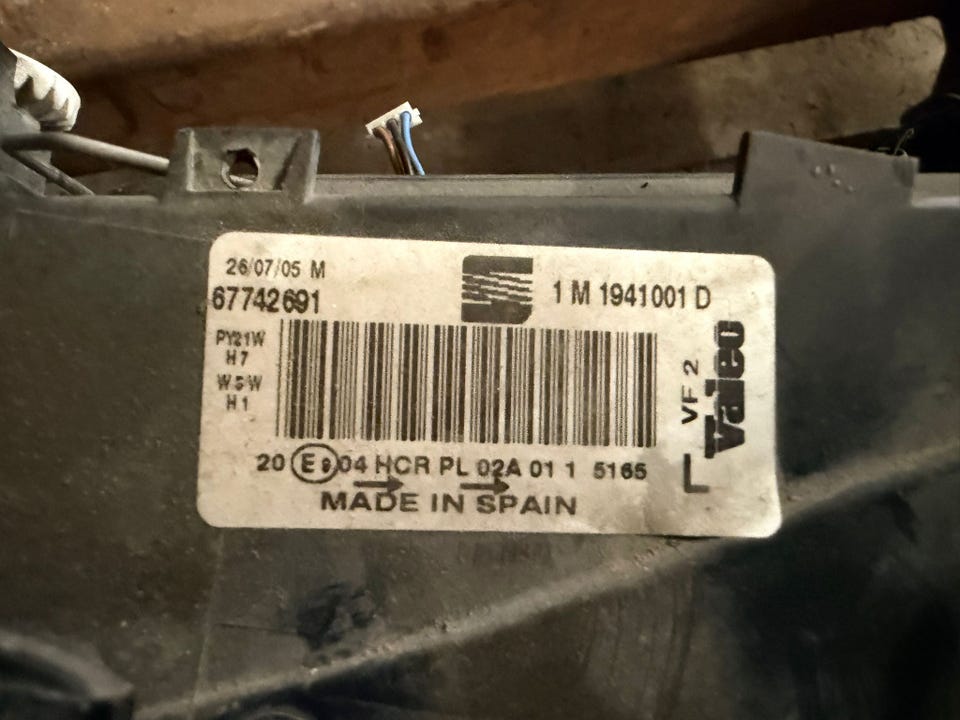 26/07/05 M
67742691
1 M 1941001 D
PY21W
H7
W5W
H1
VF 2
Valeo
L
20 E9 04 HCR PL 02A 01 1 5165
MADE IN SPAIN